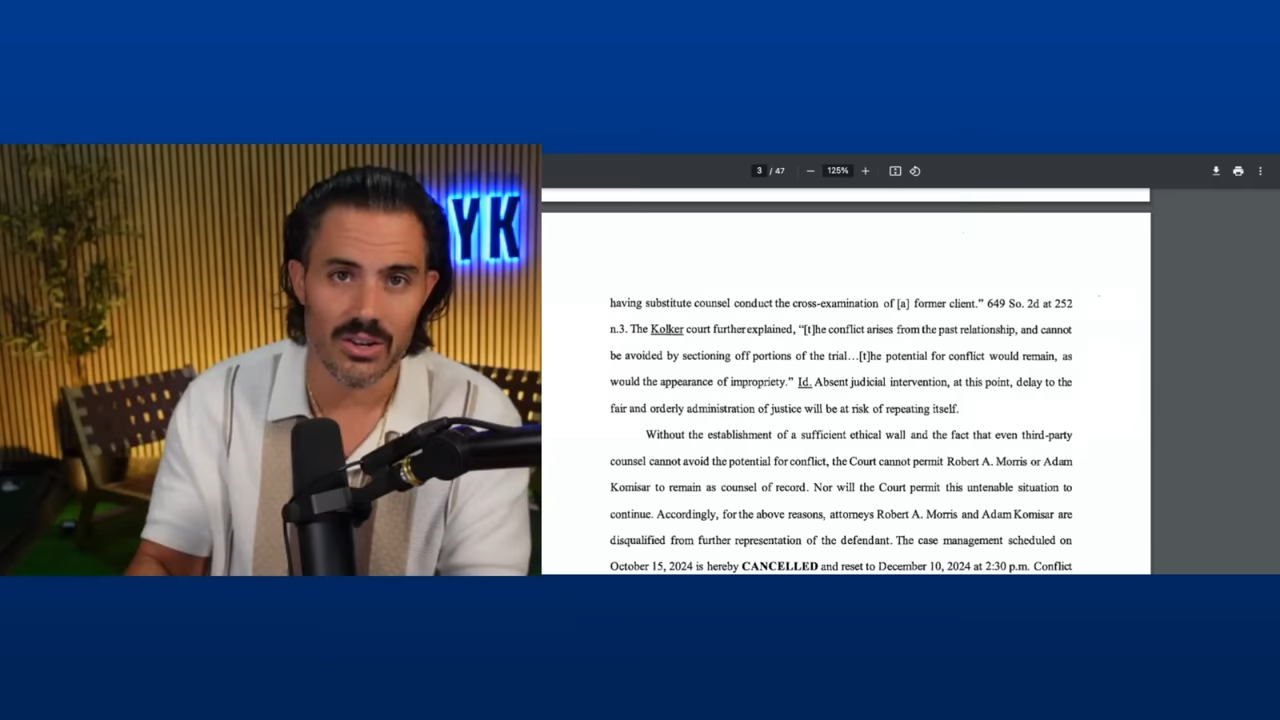 YK
3 / 47
125%
having substitute counsel conduct the cross-examination of [a] former client.” 649 So. 2d at 252
n.3. The Kolker court further explained, “[t]he conflict arises from the past relationship, and cannot
be avoided by sectioning off portions of the trial…[t]he potential for conflict would remain, as
would the appearance of impropriety.” Id. Absent judicial intervention, at this point, delay to the
fair and orderly administration of justice will be at risk of repeating itself.
Without the establishment of a sufficient ethical wall and the fact that even third-party
counsel cannot avoid the potential for conflict, the Court cannot permit Robert A. Morris or Adam
Komisar to remain as counsel of record. Nor will the Court permit this untenable situation to
continue. Accordingly, for the above reasons, attorneys Robert A. Morris and Adam Komisar are
disqualified from further representation of the defendant. The case management scheduled on
October 15, 2024 is hereby CANCELLED and reset to December 10, 2024 at 2:30 p.m. Conflict